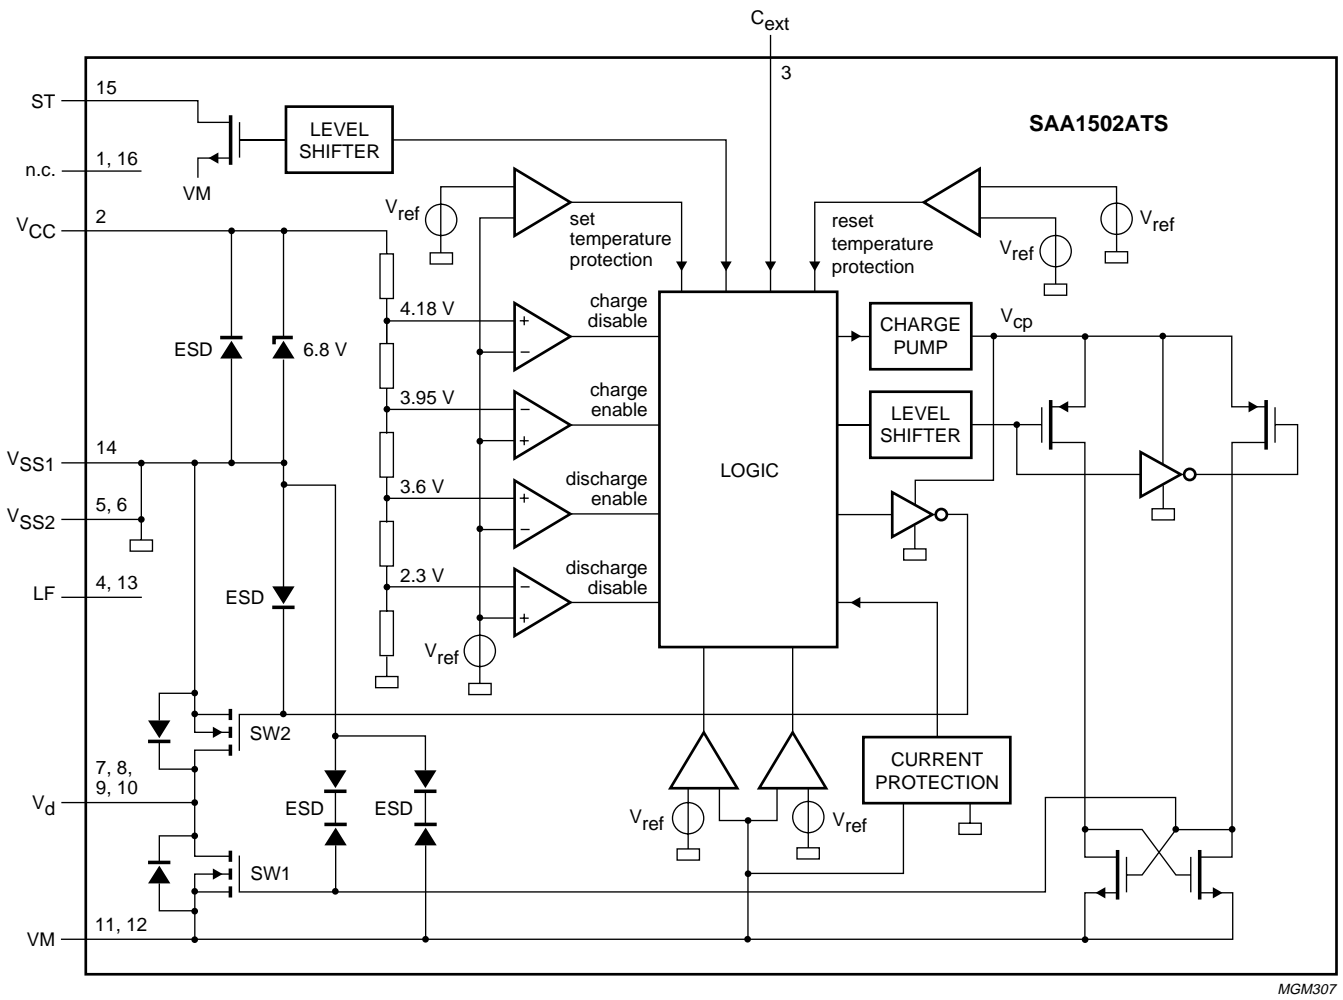 Cext
3
SAA1502ATS
ST
15
LEVEL
SHIFTER
n.c.
1, 16
VM
VCC
2
Vref
set
temperature
protection
reset
temperature
protection
Vref
Vref
ESD
6.8 V
4.18 V
+
−
charge
disable
3.95 V
−
+
charge
enable
3.6 V
+
−
discharge
enable
2.3 V
−
+
discharge
disable
Vref
LOGIC
CHARGE
PUMP
Vcp
LEVEL
SHIFTER
VSS1
14
VSS2
5, 6
LF
4, 13
ESD
SW2
7, 8,
9, 10
Vd
ESD
ESD
SW1
VM
11, 12
Vref
Vref
CURRENT
PROTECTION
MGM307